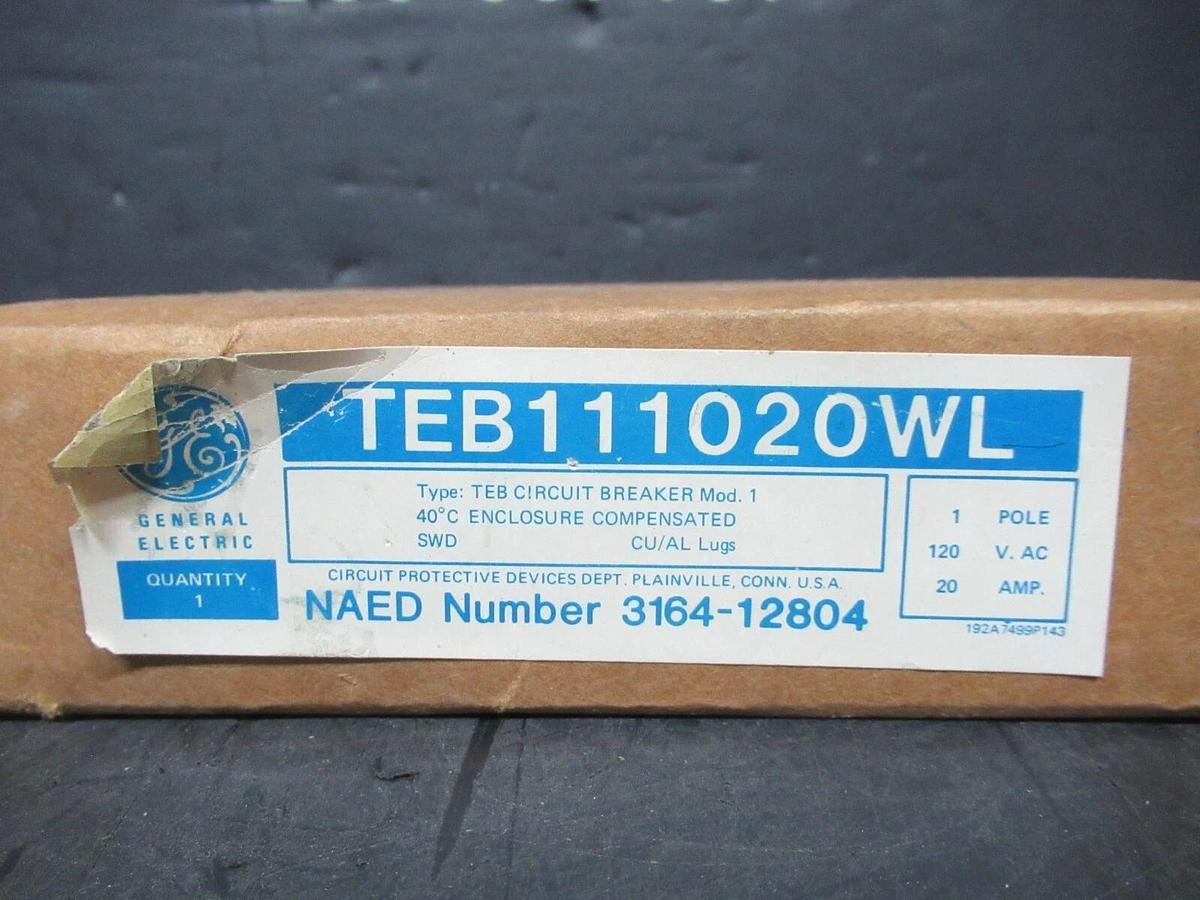 TEB111020WL
GE
GENERAL
ELECTRIC
QUANTITY
1
Type: TEB CIRCUIT BREAKER Mod. 1
40°C ENCLOSURE COMPENSATED
SWD CU/AL Lugs
1 POLE
120 V. AC
20 AMP.
CIRCUIT PROTECTIVE DEVICES DEPT. PLAINVILLE, CONN. U.S.A.
NAED Number 3164-12804
192A7499P143